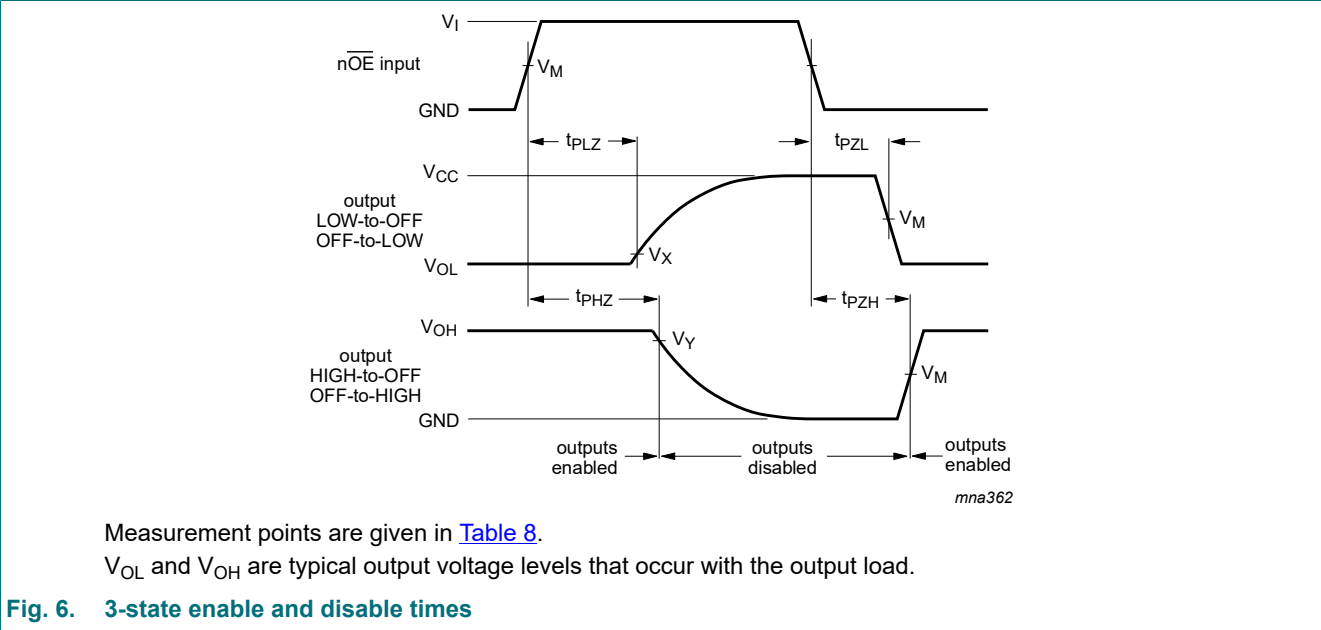 V_I
nOE input
V_M
GND
t_PLZ
t_PZL
V_CC
output
LOW-to-OFF
OFF-to-LOW
V_M
V_X
V_OL
t_PHZ
t_PZH
V_OH
V_Y
output
HIGH-to-OFF
OFF-to-HIGH
V_M
GND
outputs
enabled
outputs
disabled
outputs
enabled
mna362
Measurement points are given in Table 8.
V_OL and V_OH are typical output voltage levels that occur with the output load.
Fig. 6. 3-state enable and disable times